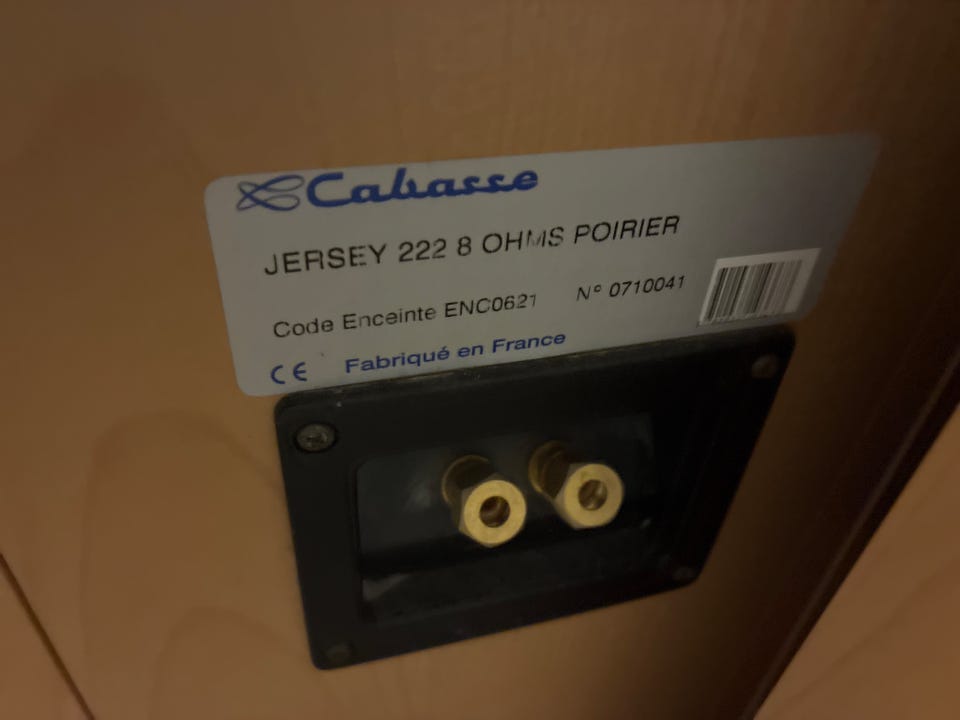 Cabasse
JERSEY 222 8 OHMS POIRIER
Code Enceinte ENC0621 N° 0710041
CE Fabriqué en France